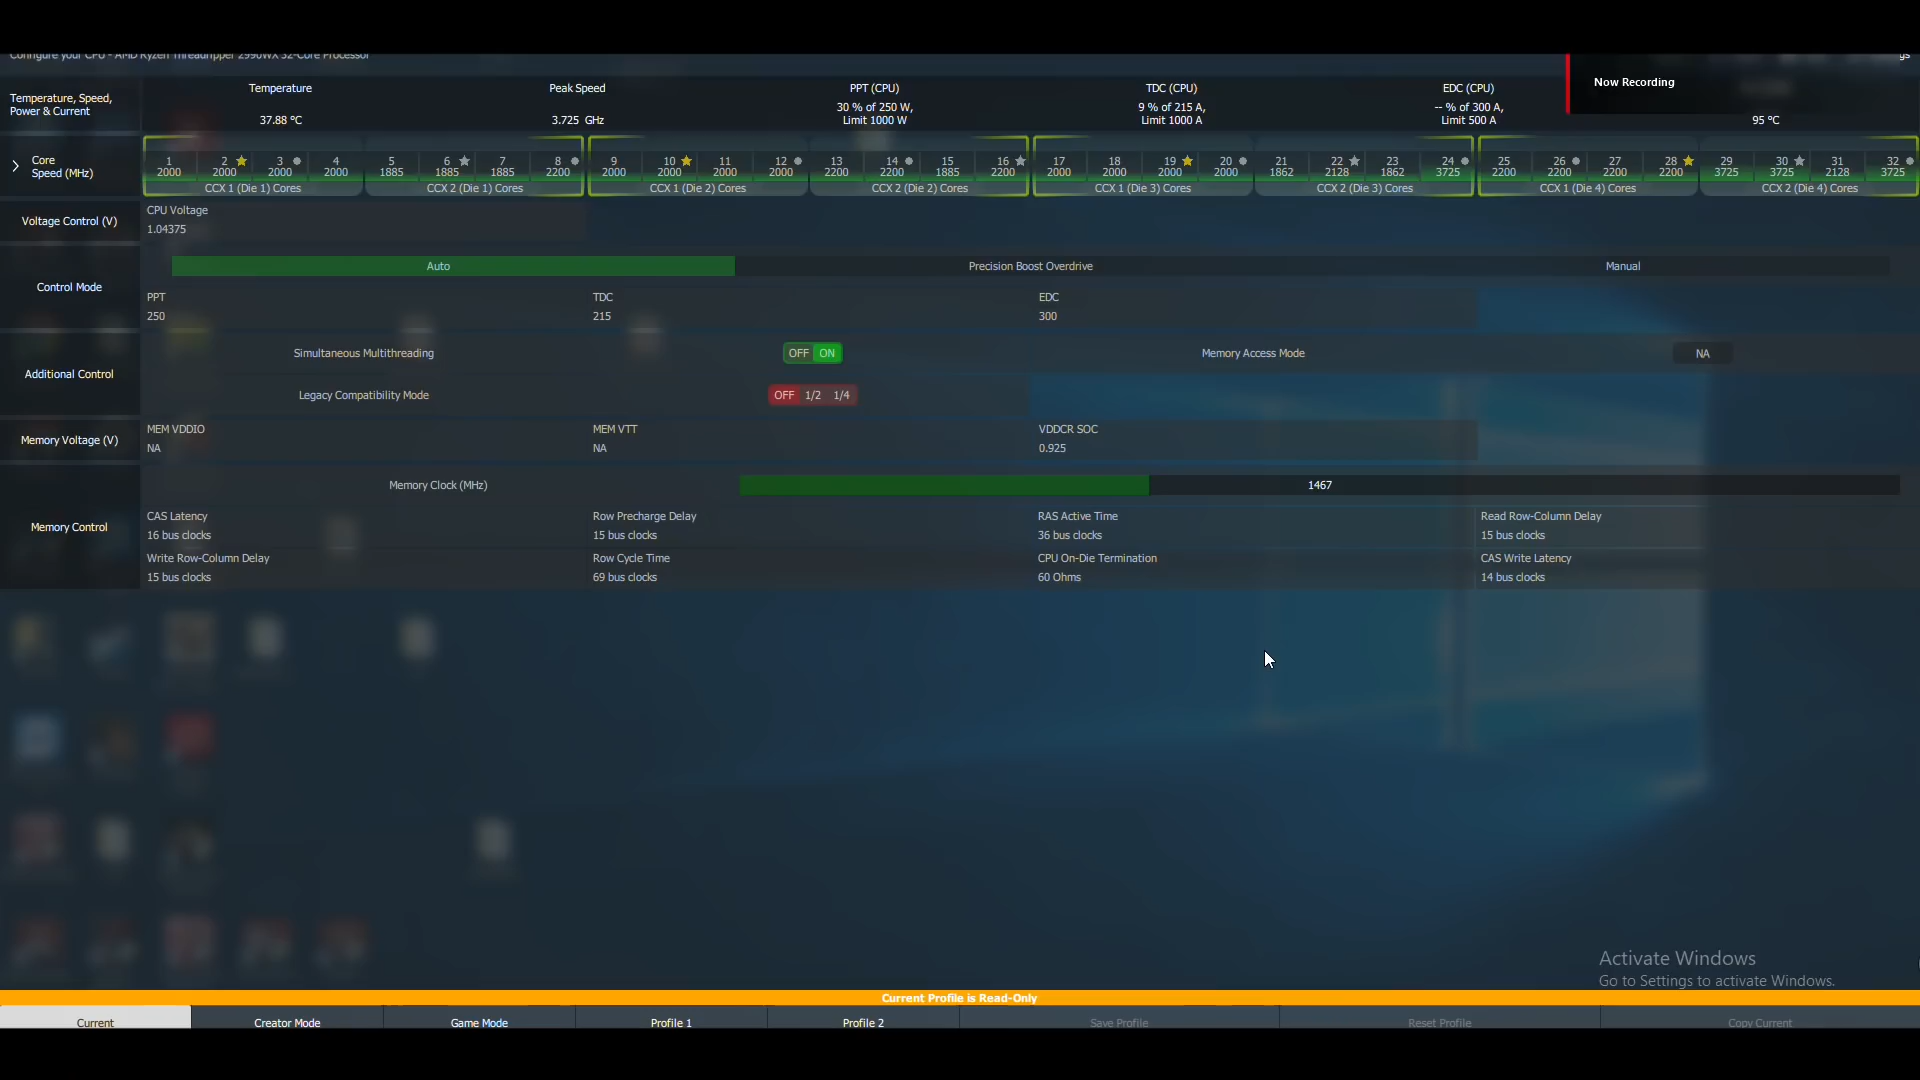 Configure your CPU - AMD Ryzen Threadripper 2990WX 32-Core Processor
Now Recording
Temperature, Speed,
Power & Current
Temperature
37.88 °C
Peak Speed
3.725 GHz
PPT (CPU)
30 % of 250 W,
Limit 1000 W
TDC (CPU)
9 % of 215 A,
Limit 1000 A
EDC (CPU)
-- % of 300 A,
Limit 500 A
95 °C
Core
Speed (MHz)
1 2 3 4 5 6 7 8 9 10 11 12 13 14 15 16 17 18 19 20 21 22 23 24 25 26 27 28 29 30 31 32
2000 2000 2000 2000 1885 1885 1885 2200 2000 2000 2000 2000 2200 2200 1885 2200 2000 2000 2000 2000 1862 2128 1862 3725 2200 2200 2200 2200 3725 3725 2128 3725
CCX 1 (Die 1) Cores CCX 2 (Die 1) Cores CCX 1 (Die 2) Cores CCX 2 (Die 2) Cores CCX 1 (Die 3) Cores CCX 2 (Die 3) Cores CCX 1 (Die 4) Cores CCX 2 (Die 4) Cores
Voltage Control (V)
CPU Voltage
1.04375
Control Mode
Auto Precision Boost Overdrive Manual
PPT TDC EDC
250 215 300
Additional Control
Simultaneous Multithreading OFF ON Memory Access Mode NA
Legacy Compatibility Mode OFF 1/2 1/4
Memory Voltage (V)
MEM VDDIO MEM VTT VDDCR SOC
NA NA 0.925
Memory Control
Memory Clock (MHz) 1467
CAS Latency Row Precharge Delay RAS Active Time Read Row-Column Delay
16 bus clocks 15 bus clocks 36 bus clocks 15 bus clocks
Write Row-Column Delay Row Cycle Time CPU On-Die Termination CAS Write Latency
15 bus clocks 69 bus clocks 60 Ohms 14 bus clocks
Activate Windows
Go to Settings to activate Windows.
Current Profile is Read-Only
Current Creator Mode Game Mode Profile 1 Profile 2 Save Profile Reset Profile Copy Current